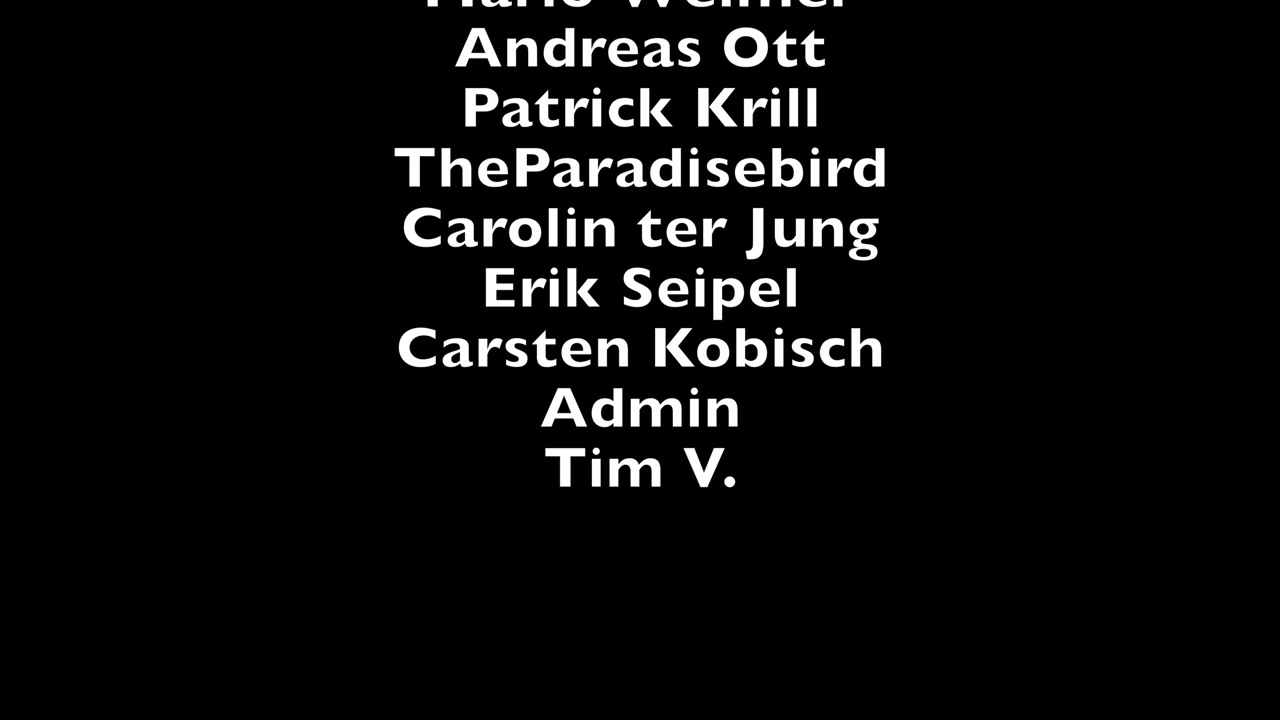 Andreas Ott
Patrick Krill
TheParadisebird
Carolin ter Jung
Erik Seipel
Carsten Kobisch
Admin
Tim V.